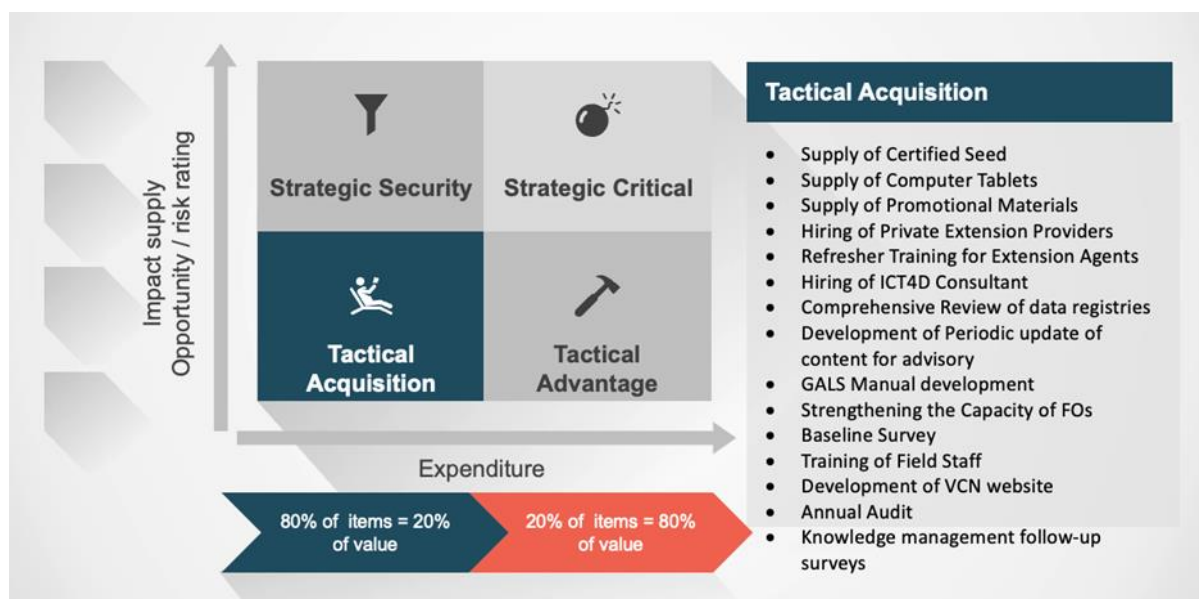 Impact supply
Opportunity / risk rating
Strategic Security
Strategic Critical
Tactical
Acquisition
Tactical
Advantage
Expenditure
80% of items = 20%
of value
20% of items = 80%
of value
Tactical Acquisition
• Supply of Certified Seed
• Supply of Computer Tablets
• Supply of Promotional Materials
• Hiring of Private Extension Providers
• Refresher Training for Extension Agents
• Hiring of ICT4D Consultant
• Comprehensive Review of data registries
• Development of Periodic update of
content for advisory
• GALS Manual development
• Strengthening the Capacity of FOs
• Baseline Survey
• Training of Field Staff
• Development of VCN website
• Annual Audit
• Knowledge management follow-up
surveys